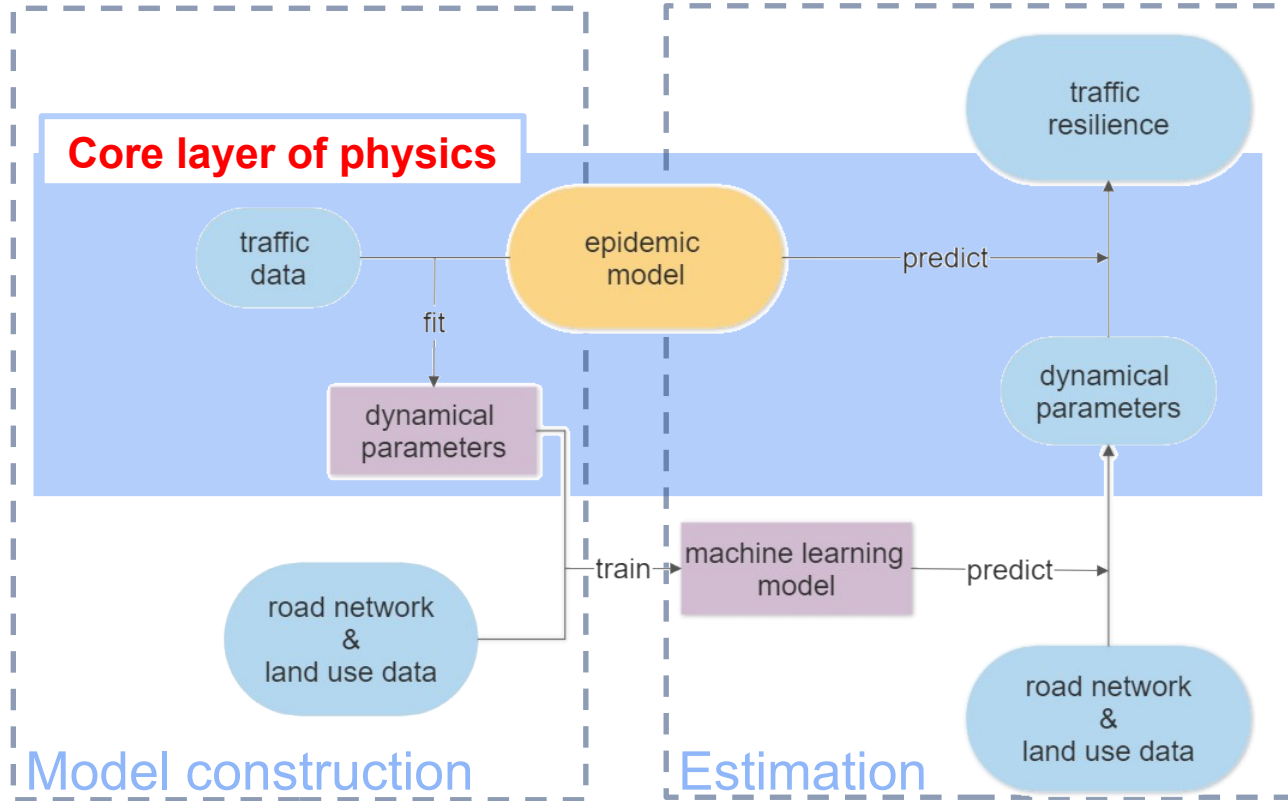 traffic
resilience
Core layer of physics
traffic
data
epidemic
model
predict
fit
dynamical
parameters
dynamical
parameters
train
machine learning
model
predict
road network
&
land use data
road network
&
land use data
Model construction
Estimation